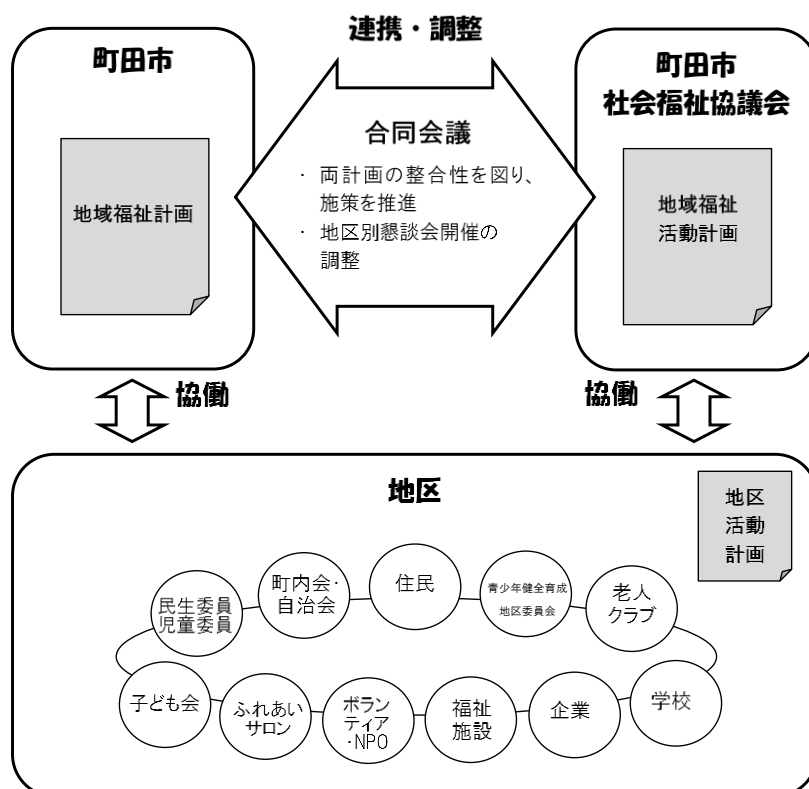 連携・調整
町田市
地域福祉計画
合同会議
・ 両計画の整合性を図り、
施策を推進
・ 地区別懇談会開催の
調整
町田市
社会福祉協議会
地域福祉
活動計画
協働
協働
地区
地区
活動
計画
民生委員
児童委員
町内会・
自治会
住民
青少年健全育成
地区委員会
老人
クラブ
子ども会
ふれあい
サロン
ボラン
ティア
・NPO
福祉
施設
企業
学校